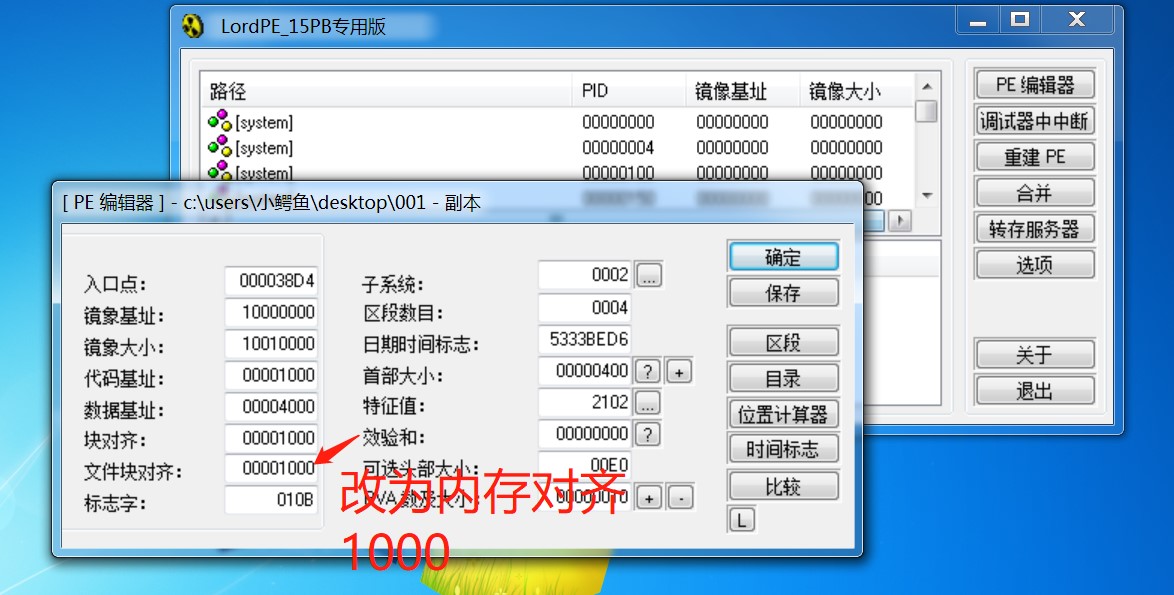 LordPE_15PB专用版
路径 PID 镜像基址 镜像大小
[system] 00000000 00000000 00000000
[system] 00000004 00000000 00000000
[system] 00000100 00000000 00000000
PE 编辑器
调试器中中断
重建 PE
合并
转存服务器
选项
关于
退出
[ PE 编辑器 ] - c:\users\小鳄鱼\desktop\001 - 副本
入口点: 000038D4
镜像基址: 10000000
镜像大小: 10010000
代码基址: 00001000
数据基址: 00004000
块对齐: 00001000
文件块对齐: 00001000
标志字: 010B
子系统: 0002 ...
区段数目: 0004
日期时间标志: 5333BED6
首部大小: 00000400 ? +
特征值: 2102 ...
效验和: 00000000 ?
可选头部大小: 00E0
RVA数及大小: 00000010 + -
确定
保存
区段
目录
位置计算器
时间标志
比较
L
改为内存对齐
1000